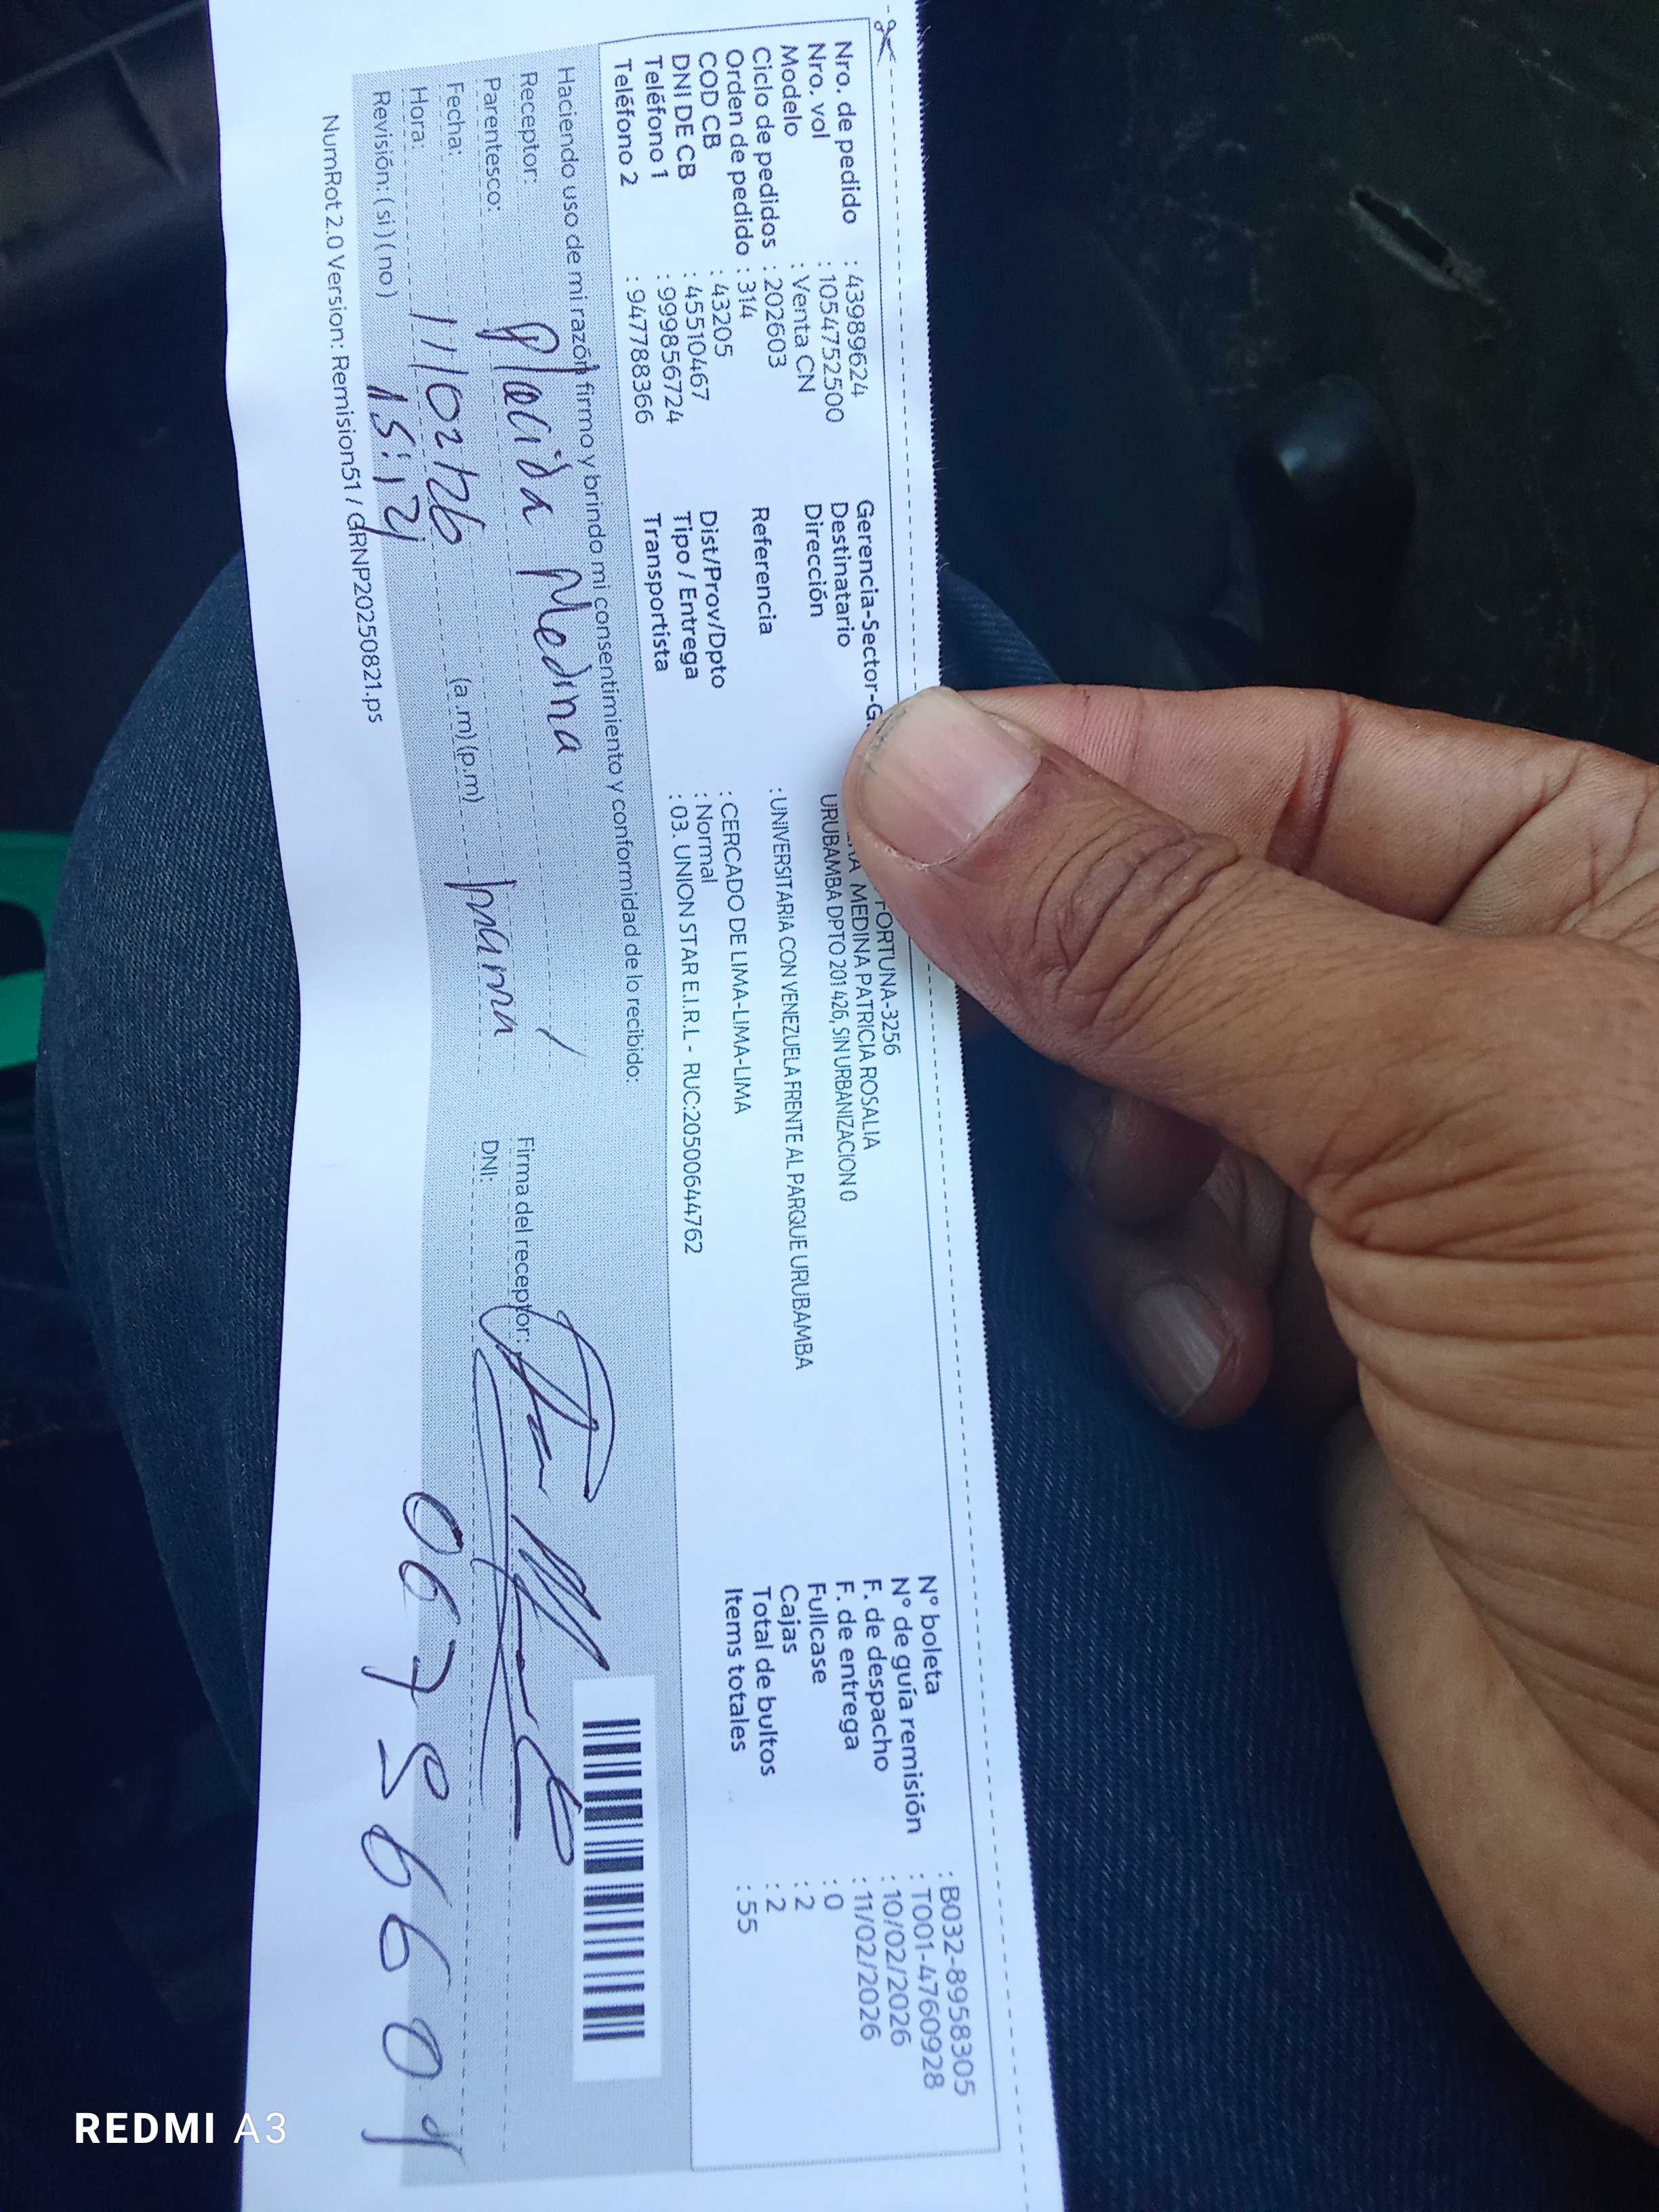 Nro. de pedido : 43989624
Nro. vol : 1054752500
Modelo : Venta CN
Ciclo de pedidos : 202603
Orden de pedido : 314
COD CB : 43205
DNI DE CB : 45510467
Teléfono 1 : 999856724
Teléfono 2 : 947788366
Gerencia-Sector-G FORTUNA-3256
Destinatario MEDINA PATRICIA ROSALIA
Dirección URUBAMBA DPTO 201 426, SIN URBANIZACION 0
Referencia : UNIVERSITARIA CON VENEZUELA FRENTE AL PARQUE URUBAMBA
Dist/Prov/Dpto : CERCADO DE LIMA-LIMA-LIMA
Tipo / Entrega : Normal
Transportista : 03. UNION STAR E.I.R.L - RUC:20500644762
N° boleta : B032-8958305
N° de guía remisión : T001-4760928
F. de despacho : 10/02/2026
F. de entrega : 11/02/2026
Fullcase : 0
Cajas : 2
Total de bultos : 2
Items totales : 55
Haciendo uso de mi razón firmo y brindo mi consentimiento y conformidad de lo recibido:
Receptor: Placida Medina
Parentesco: mama
Fecha: 11/02/26
Hora: (a.m) (p.m)
Revisión: (si) (no)
Firma del receptor:
DNI:
NumRot 2.0 Version: Remision51 / GRNP20250821.ps
REDMI A3